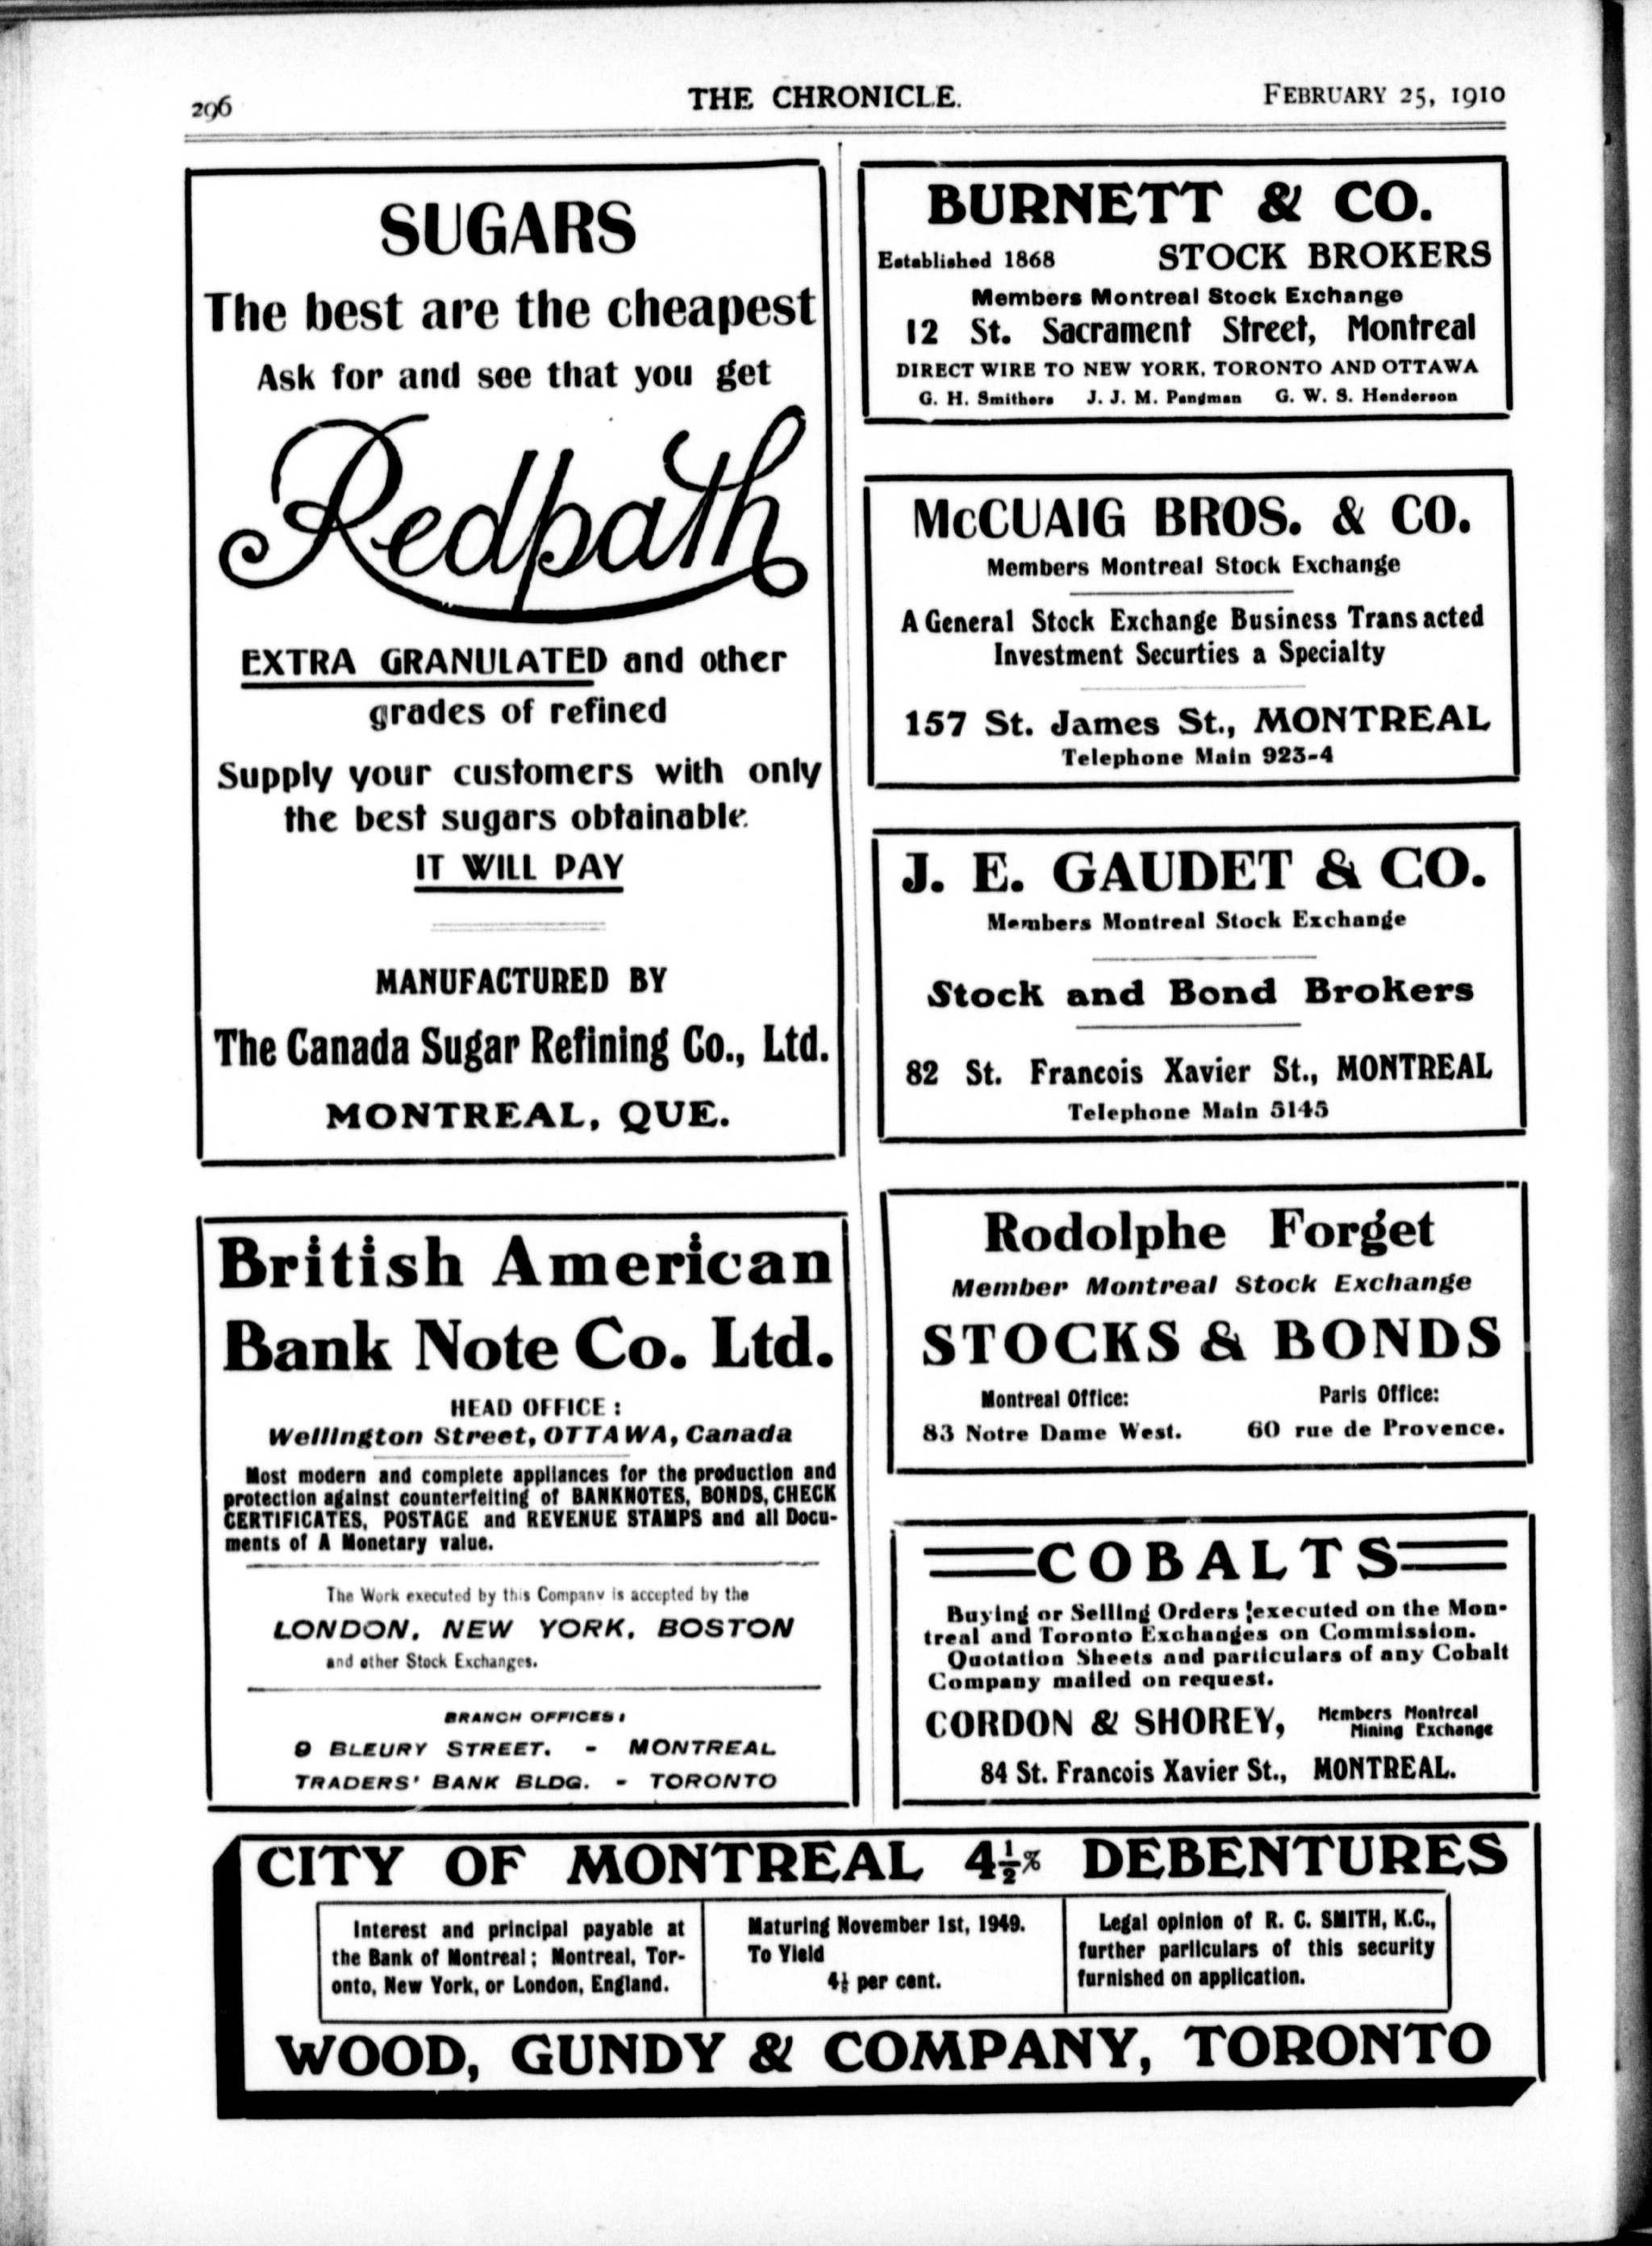 296
THE CHRONICLE.
FEBRUARY 25, 1910
SUGARS
The best are the cheapest
Ask for and see that you get
Redpath
EXTRA GRANULATED and other
grades of refined
Supply your customers with only
the best sugars obtainable.
IT WILL PAY
MANUFACTURED BY
The Canada Sugar Refining Co., Ltd.
MONTREAL, QUE.
British American
Bank Note Co. Ltd.
HEAD OFFICE :
Wellington Street, OTTAWA, Canada
Most modern and complete appliances for the production and
protection against counterfeiting of BANKNOTES, BONDS, CHECK
CERTIFICATES, POSTAGE and REVENUE STAMPS and all Docu-
ments of A Monetary value.
The Work executed by this Company is accepted by the
LONDON, NEW YORK, BOSTON
and other Stock Exchanges.
BRANCH OFFICES :
9 BLEURY STREET. - MONTREAL
TRADERS' BANK BLDG. - TORONTO
BURNETT & CO.
Established 1868 STOCK BROKERS
Members Montreal Stock Exchange
12 St. Sacrament Street, Montreal
DIRECT WIRE TO NEW YORK, TORONTO AND OTTAWA
G. H. Smithers J. J. M. Pangman G. W. S. Henderson
McCUAIG BROS. & CO.
Members Montreal Stock Exchange
A General Stock Exchange Business Transacted
Investment Securties a Specialty
157 St. James St., MONTREAL
Telephone Main 923-4
J. E. GAUDET & CO.
Members Montreal Stock Exchange
Stock and Bond Brokers
82 St. Francois Xavier St., MONTREAL
Telephone Main 5145
Rodolphe Forget
Member Montreal Stock Exchange
STOCKS & BONDS
Montreal Office: Paris Office:
83 Notre Dame West. 60 rue de Provence.
COBALTS
Buying or Selling Orders executed on the Mon-
treal and Toronto Exchanges on Commission.
Quotation Sheets and particulars of any Cobalt
Company mailed on request.
CORDON & SHOREY, Members Montreal
Mining Exchange
84 St. Francois Xavier St., MONTREAL.
CITY OF MONTREAL 4½% DEBENTURES
Interest and principal payable at
the Bank of Montreal; Montreal, Tor-
onto, New York, or London, England.
Maturing November 1st, 1949.
To Yield
per cent.
Legal opinion of R. C. SMITH, K.C.,
further particulars of this security
furnished on application.
WOOD, GUNDY & COMPANY, TORONTO